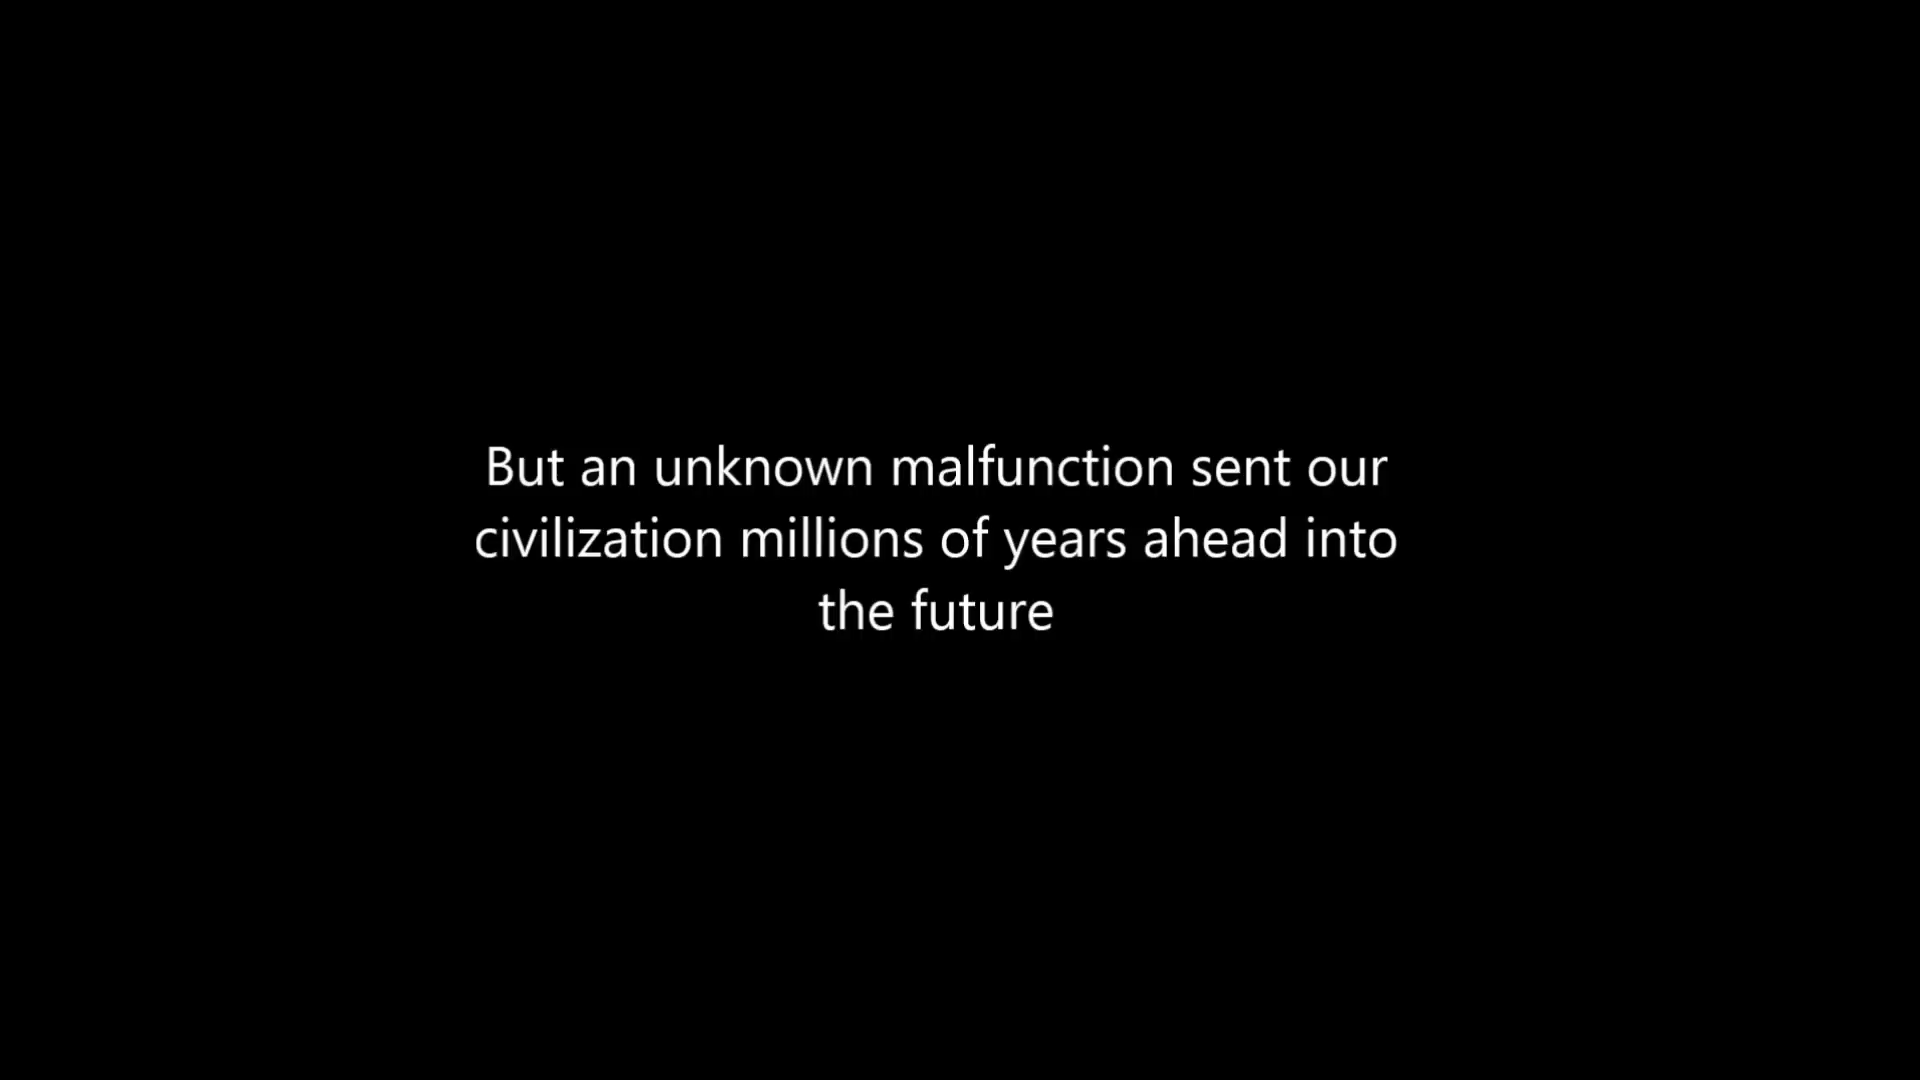 But an unknown malfunction sent our
civilization millions of years ahead into
the future